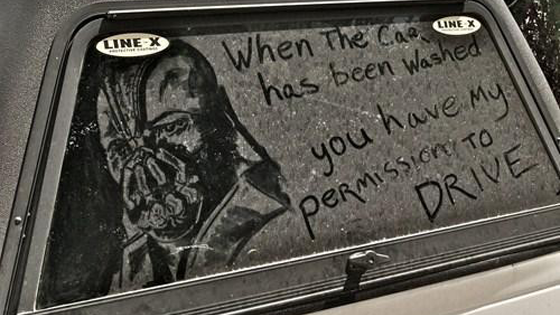 LINE-X
PROTECTIVE COATINGS
LINE-X
PROTECTIVE COATINGS
When The Car
has been washed
you have my
permission to
DRIVE